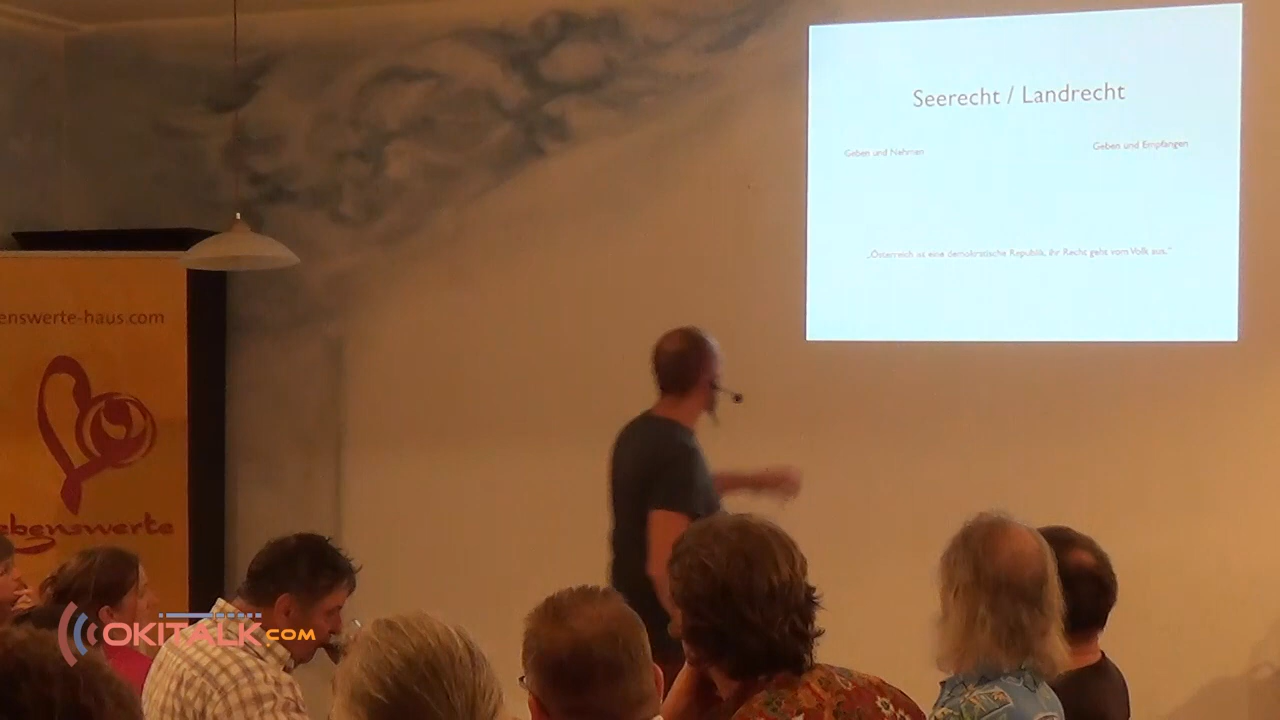 Seerecht / Landrecht
Geben und Nehmen
Geben und Empfangen
„Österreich ist eine demokratische Republik, ihr Recht geht vom Volk aus."
enswerte-haus.com
ebenswerte
OKITALK.COM